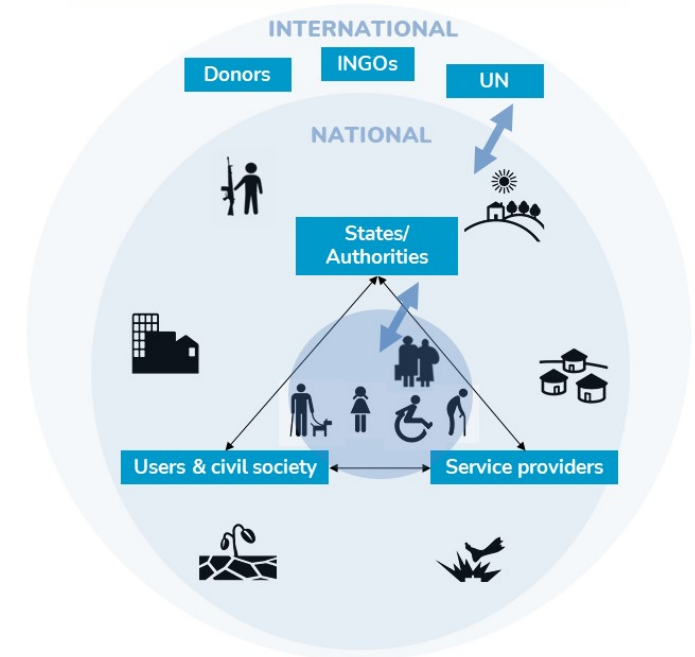 INTERNATIONAL
Donors
INGOs
UN
NATIONAL
States/
Authorities
Users & civil society
Service providers